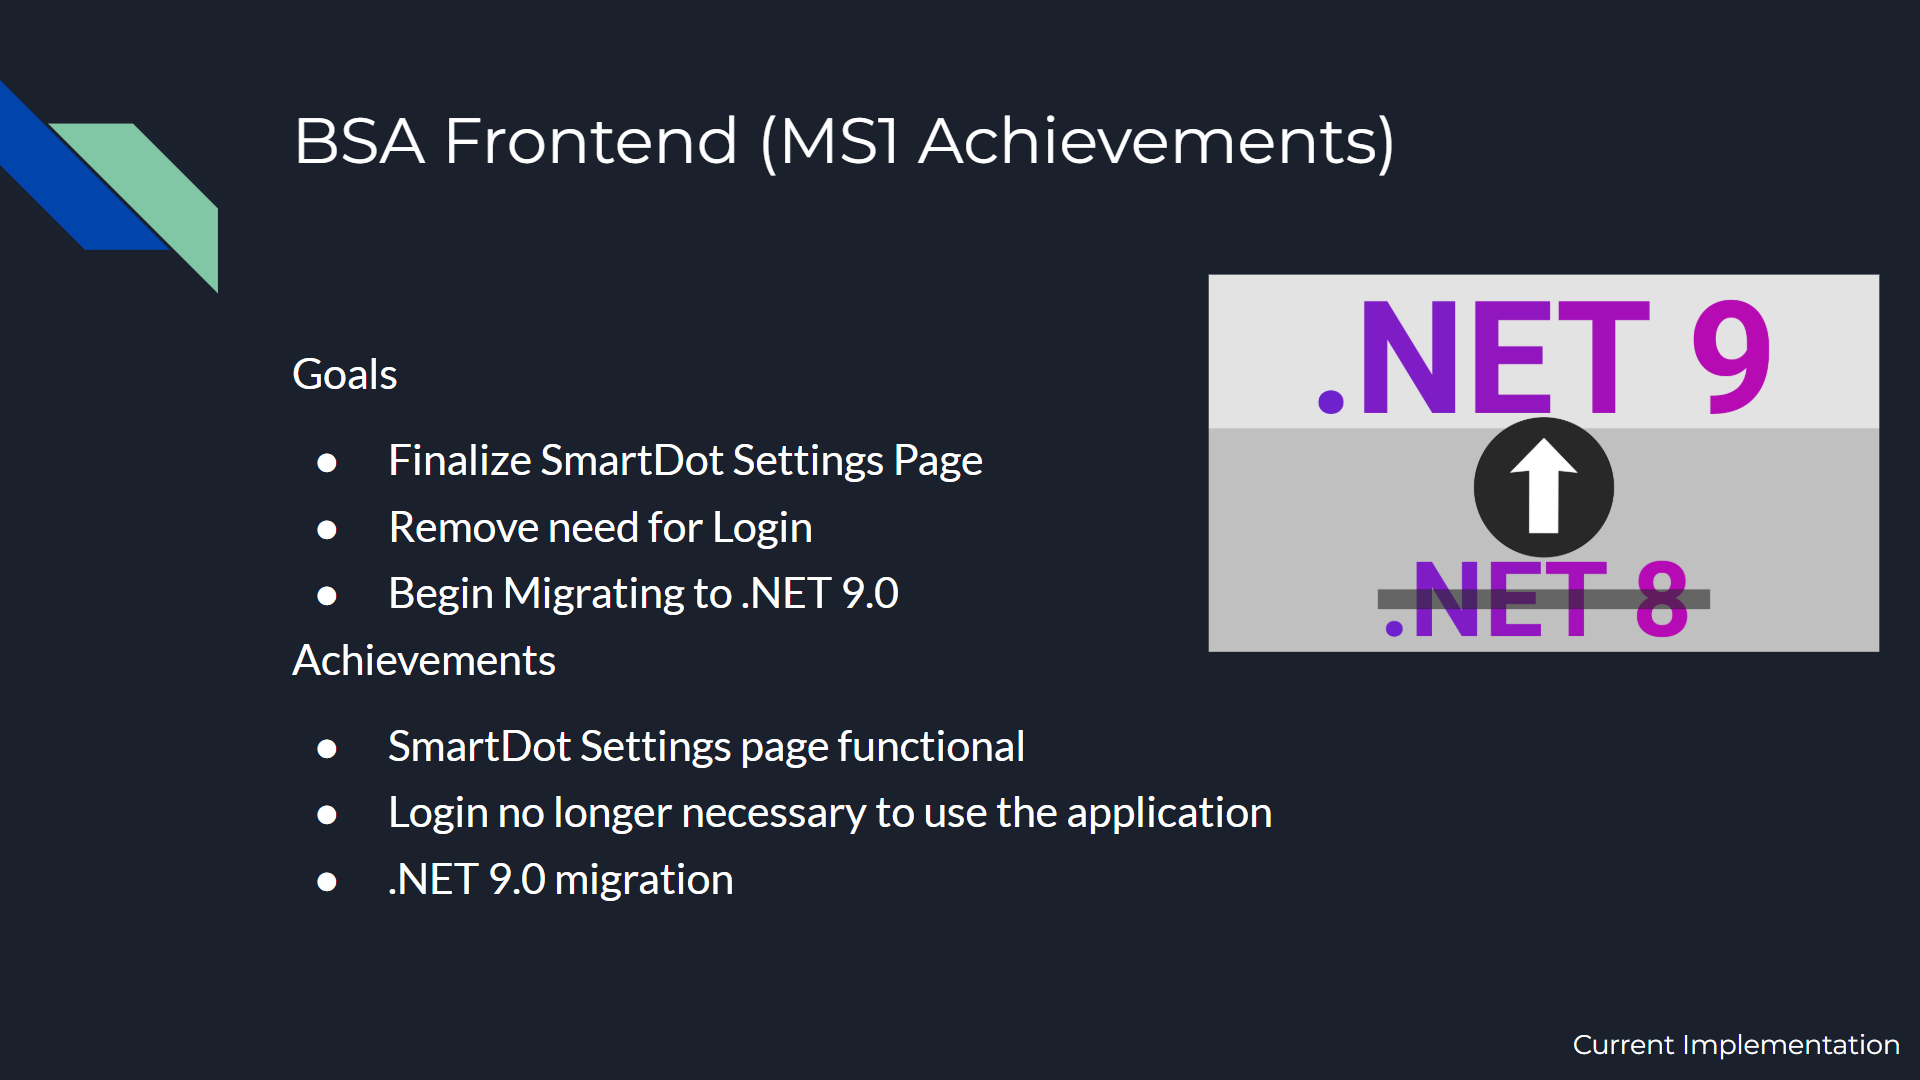 BSA Frontend (MS1 Achievements)
Goals
● Finalize SmartDot Settings Page
● Remove need for Login
● Begin Migrating to .NET 9.0
Achievements
● SmartDot Settings page functional
● Login no longer necessary to use the application
● .NET 9.0 migration
.NET 9
.NET 8
Current Implementation